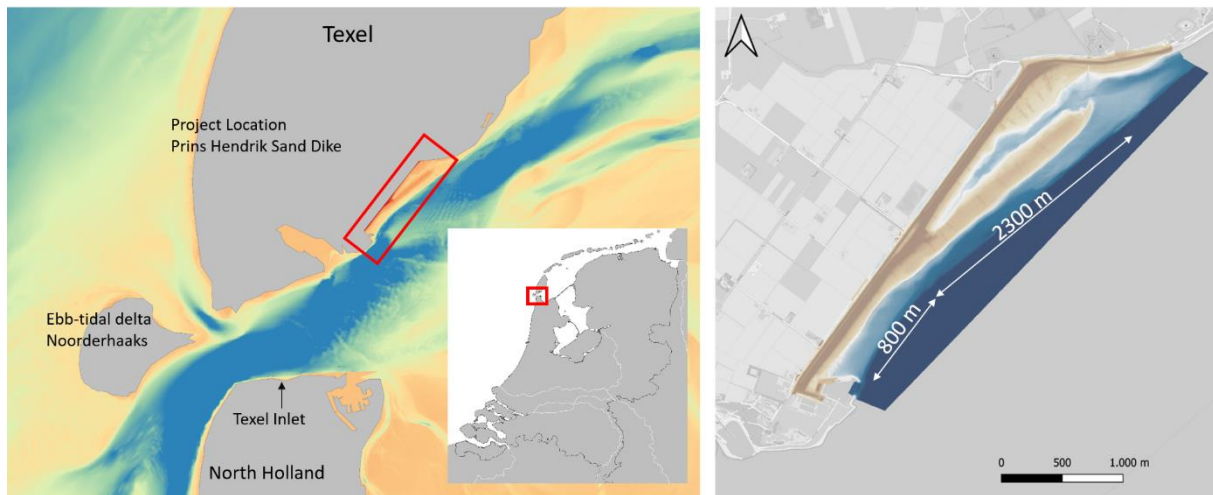 Texel
Project Location
Prins Hendrik Sand Dike
Ebb-tidal delta
Noorderhaaks
Texel Inlet
North Holland
2300 m
800 m
0 500 1.000 m